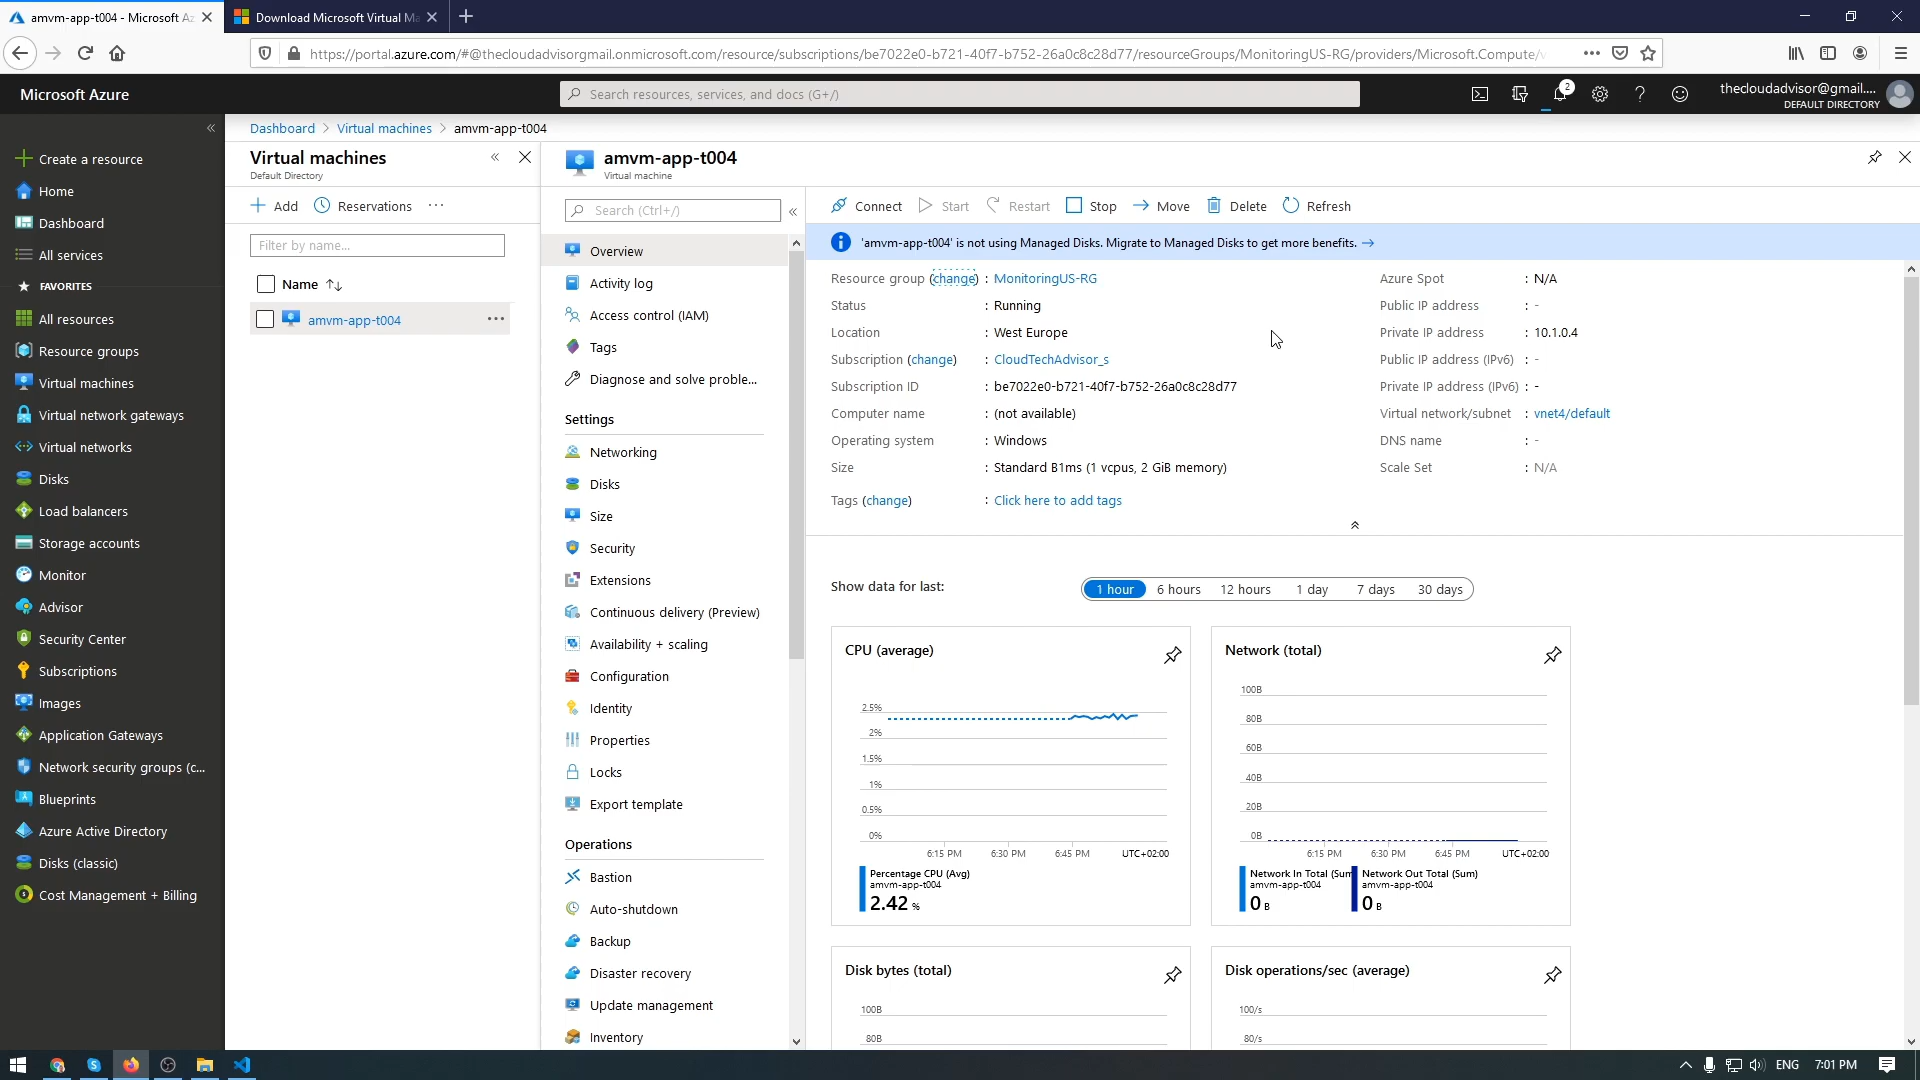 amvm-app-t004 - Microsoft Az
Download Microsoft Virtual Ma
https://portal.azure.com/#@thecloudadvisorgmail.onmicrosoft.com/resource/subscriptions/be7022e0-b721-40f7-b752-26a0c8c28d77/resourceGroups/MonitoringUS-RG/providers/Microsoft.Compute/v
Microsoft Azure
Search resources, services, and docs (G+/)
2
thecloudadvisor@gmail....
DEFAULT DIRECTORY
Create a resource
Home
Dashboard
All services
FAVORITES
All resources
Resource groups
Virtual machines
Virtual network gateways
Virtual networks
Disks
Load balancers
Storage accounts
Monitor
Advisor
Security Center
Subscriptions
Images
Application Gateways
Network security groups (c...
Blueprints
Azure Active Directory
Disks (classic)
Cost Management + Billing
Dashboard > Virtual machines > amvm-app-t004
Virtual machines
Default Directory
Add
Reservations
Filter by name...
Name
amvm-app-t004
amvm-app-t004
Virtual machine
Search (Ctrl+/)
Overview
Activity log
Access control (IAM)
Tags
Diagnose and solve proble...
Settings
Networking
Disks
Size
Security
Extensions
Continuous delivery (Preview)
Availability + scaling
Configuration
Identity
Properties
Locks
Export template
Operations
Bastion
Auto-shutdown
Backup
Disaster recovery
Update management
Inventory
Connect
Start
Restart
Stop
Move
Delete
Refresh
'amvm-app-t004' is not using Managed Disks. Migrate to Managed Disks to get more benefits. →
Resource group (change) : MonitoringUS-RG
Status : Running
Location : West Europe
Subscription (change) : CloudTechAdvisor_s
Subscription ID : be7022e0-b721-40f7-b752-26a0c8c28d77
Computer name : (not available)
Operating system : Windows
Size : Standard B1ms (1 vcpus, 2 GiB memory)
Tags (change) : Click here to add tags
Azure Spot : N/A
Public IP address : -
Private IP address : 10.1.0.4
Public IP address (IPv6) : -
Private IP address (IPv6) : -
Virtual network/subnet : vnet4/default
DNS name : -
Scale Set : N/A
Show data for last:
1 hour
6 hours
12 hours
1 day
7 days
30 days
CPU (average)
2.5%
2%
1.5%
1%
0.5%
0%
6:15 PM
6:30 PM
6:45 PM
UTC+02:00
Percentage CPU (Avg)
amvm-app-t004
2.42 %
Network (total)
100B
80B
60B
40B
20B
0B
6:15 PM
6:30 PM
6:45 PM
UTC+02:00
Network In Total (Sum
amvm-app-t004
0 B
Network Out Total (Sum)
amvm-app-t004
0 B
Disk bytes (total)
100B
80B
Disk operations/sec (average)
100/s
80/s
ENG
7:01 PM